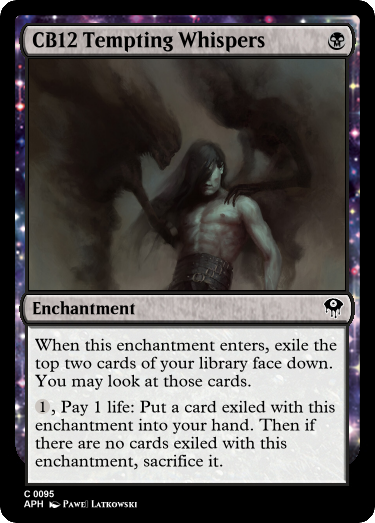 CB12 Tempting Whispers
Enchantment
When this enchantment enters, exile the
top two cards of your library face down.
You may look at those cards.
1, Pay 1 life: Put a card exiled with this
enchantment into your hand. Then if
there are no cards exiled with this
enchantment, sacrifice it.
C 0095
APH Paweł Latkowski